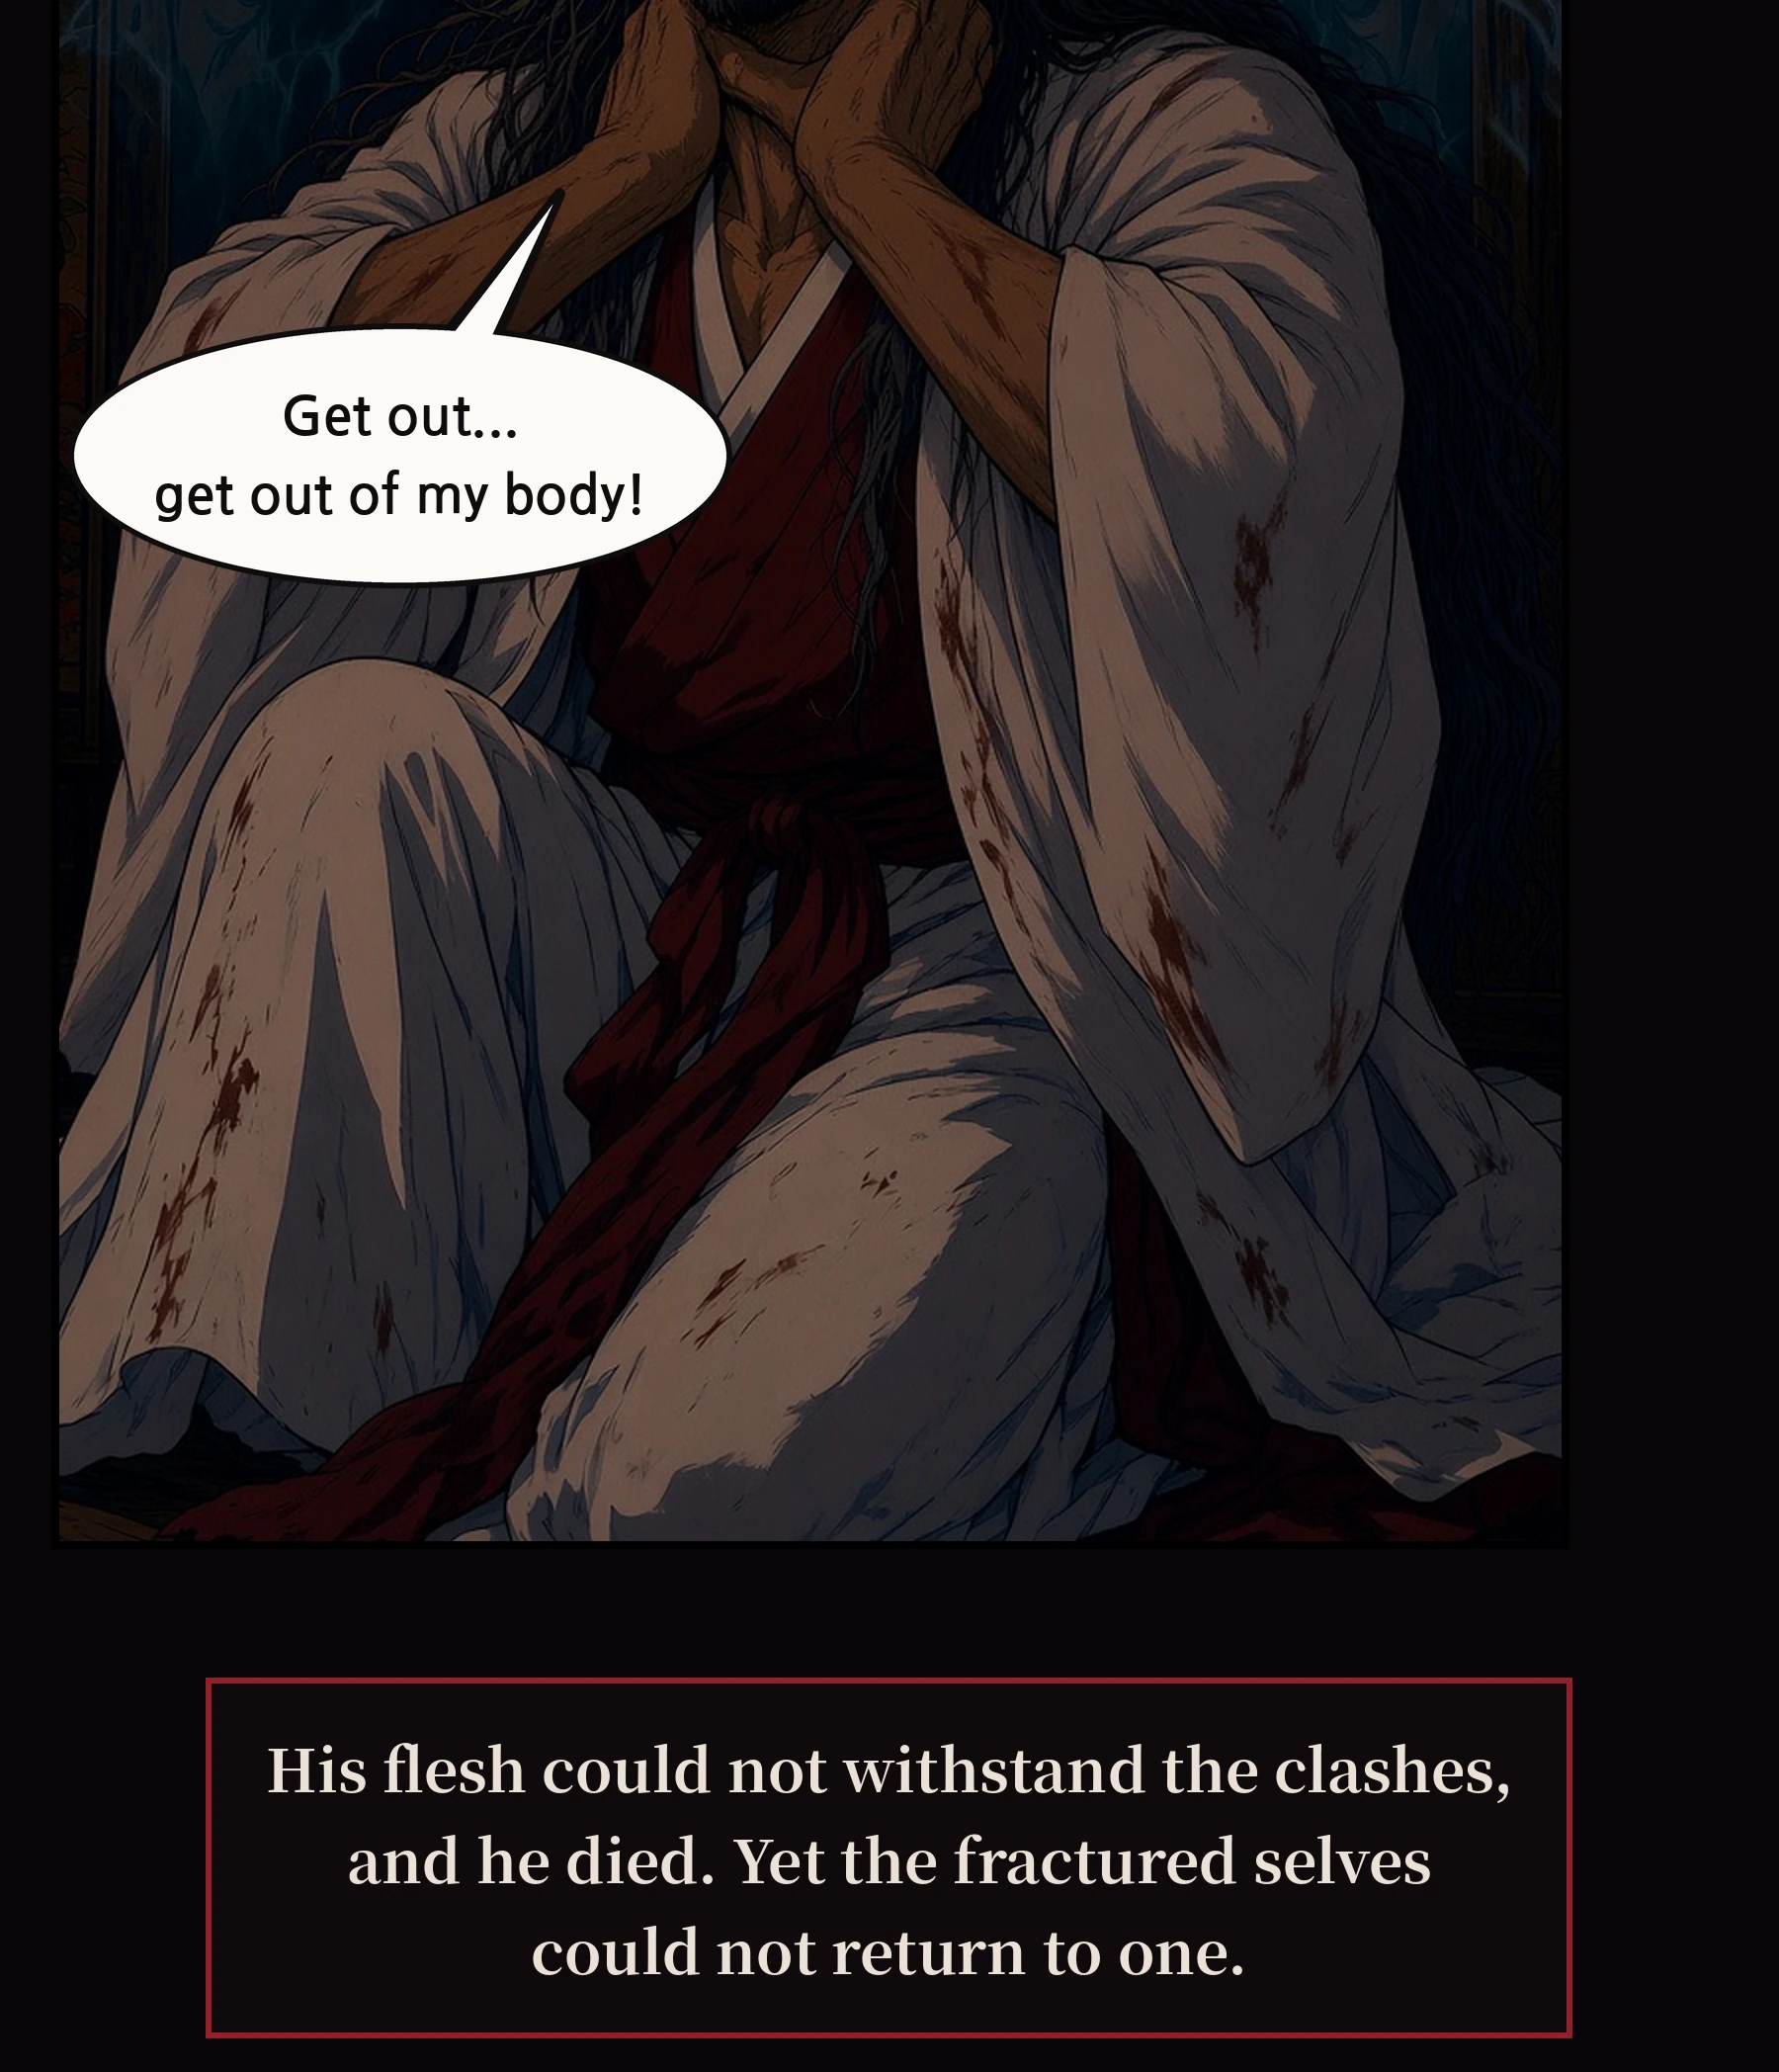 Get out...
get out of my body!
His flesh could not withstand the clashes,
and he died. Yet the fractured selves
could not return to one.